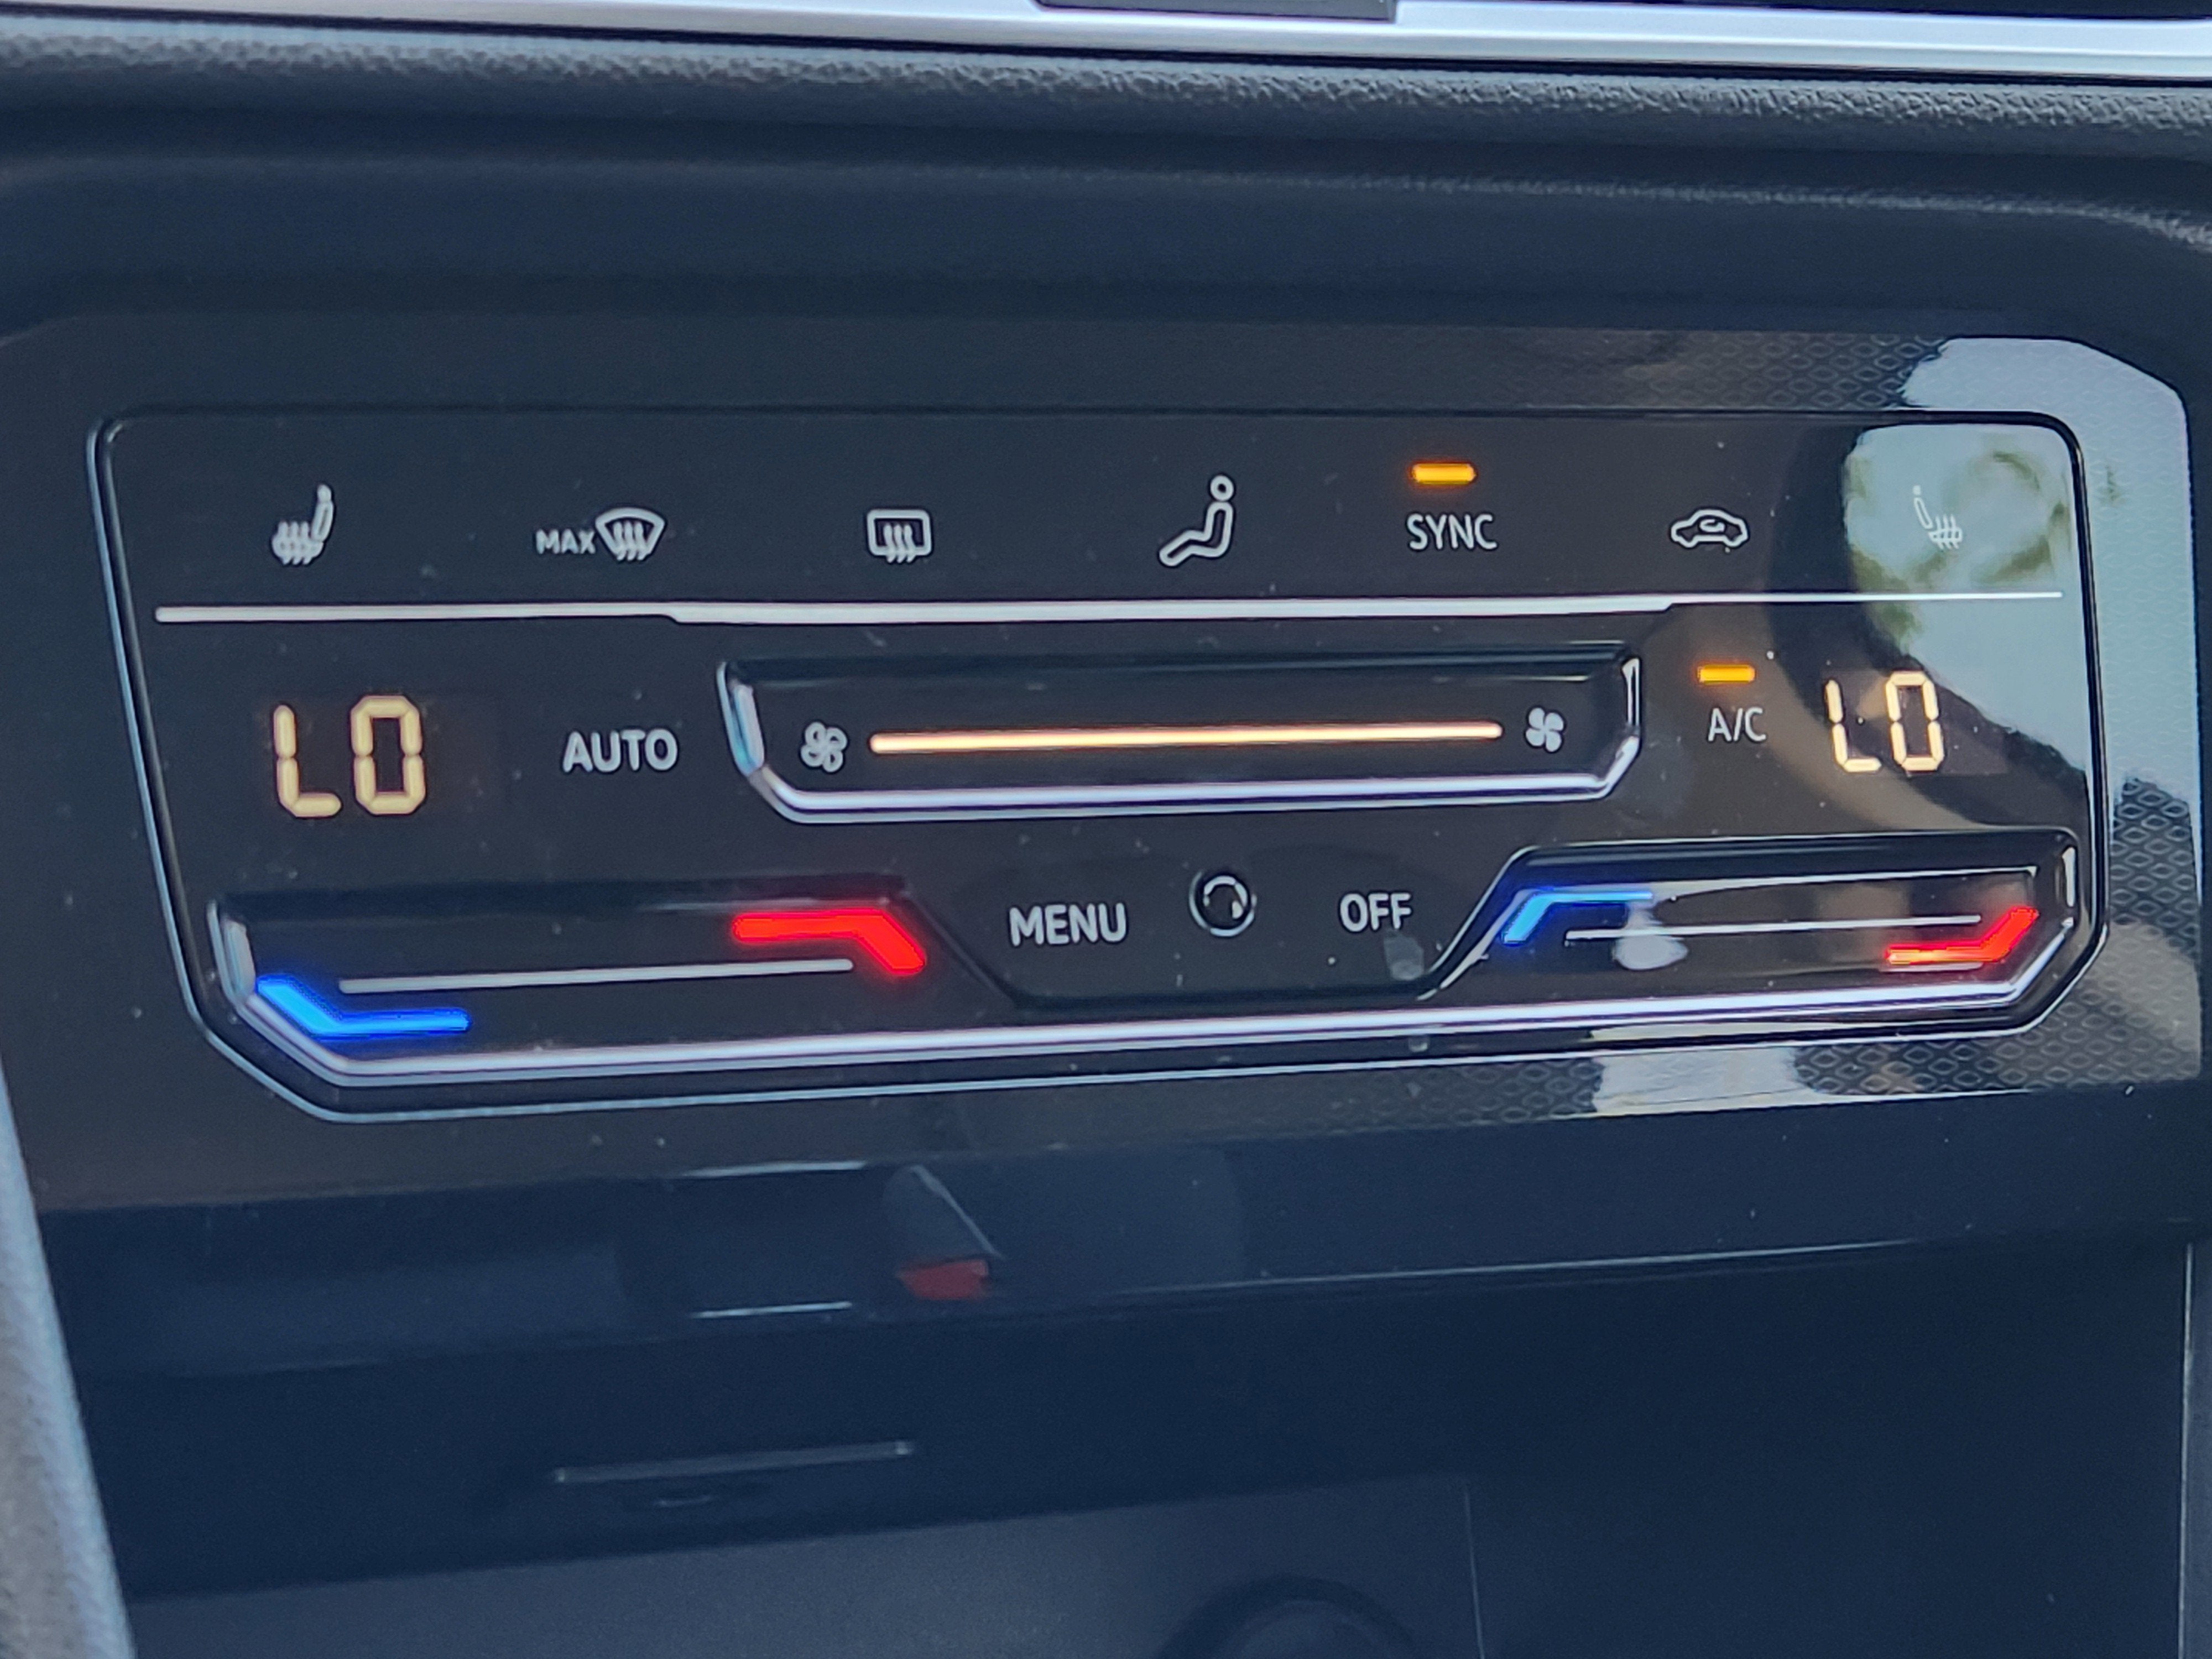 MAX SYNC
LO AUTO A/C LO
MENU OFF